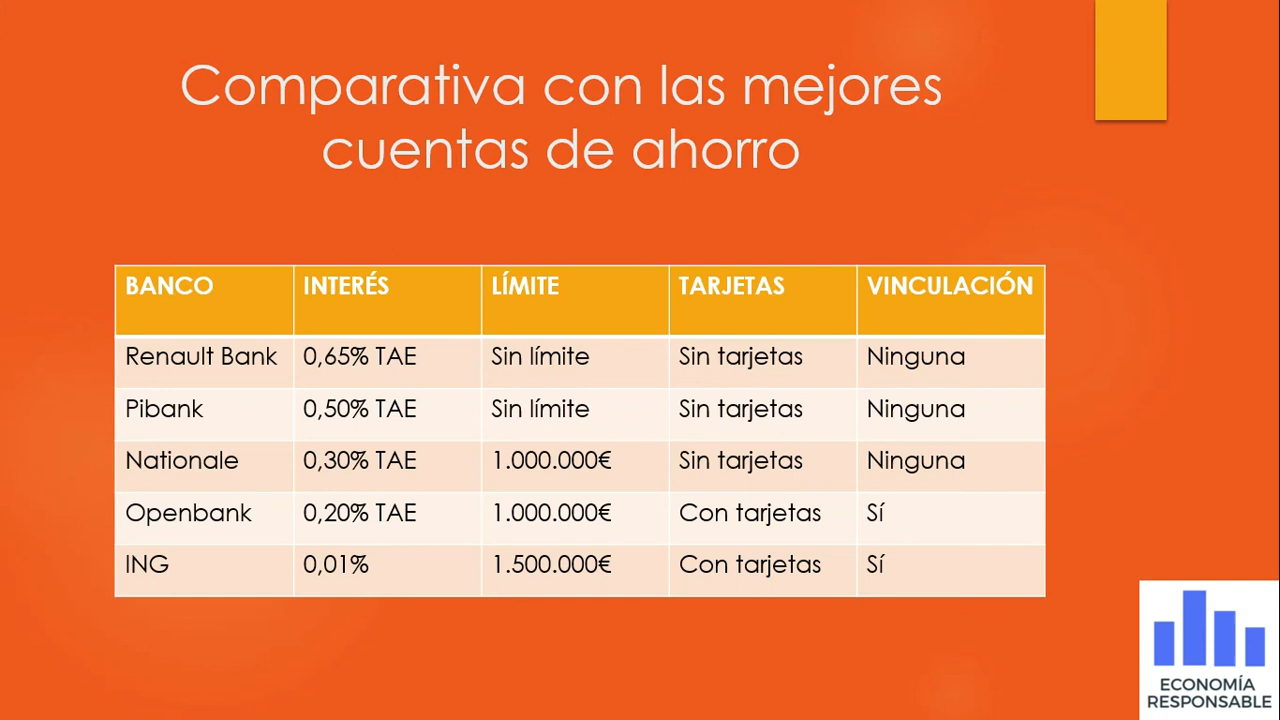 Comparativa con las mejores
cuentas de ahorro
BANCO INTERÉS LÍMITE TARJETAS VINCULACIÓN
Renault Bank 0,65% TAE Sin límite Sin tarjetas Ninguna
Pibank 0,50% TAE Sin límite Sin tarjetas Ninguna
Nationale 0,30% TAE 1.000.000€ Sin tarjetas Ninguna
Openbank 0,20% TAE 1.000.000€ Con tarjetas Sí
ING 0,01% 1.500.000€ Con tarjetas Sí
ECONOMÍA
RESPONSABLE